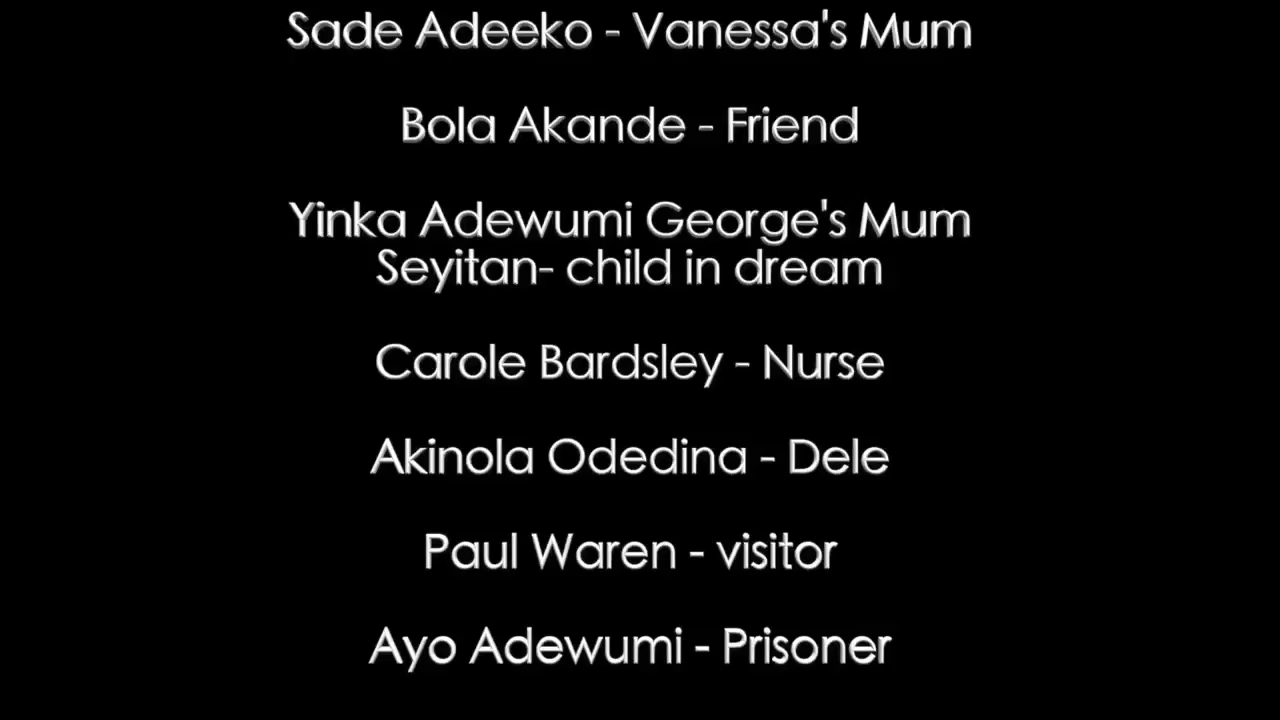 Sade Adeeko - Vanessa's Mum
Bola Akande - Friend
Yinka Adewumi George's Mum
Seyitan- child in dream
Carole Bardsley - Nurse
Akinola Odedina - Dele
Paul Waren - visitor
Ayo Adewumi - Prisoner